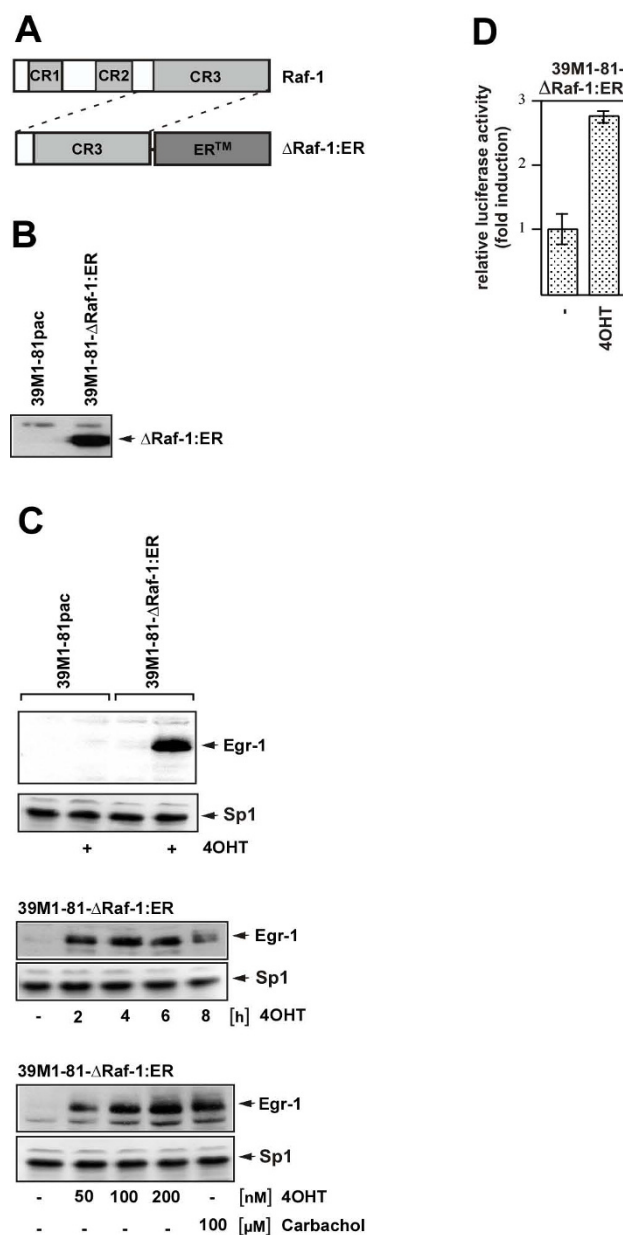 A
CR1 CR2 CR3 Raf-1
CR3 ER™ ΔRaf-1:ER
B
39M1-81pac
39M1-81-ΔRaf-1:ER
ΔRaf-1:ER
C
39M1-81pac
39M1-81-ΔRaf-1:ER
Egr-1
Sp1
+ + 4OHT
39M1-81-ΔRaf-1:ER
Egr-1
Sp1
- 2 4 6 8 [h] 4OHT
39M1-81-ΔRaf-1:ER
Egr-1
Sp1
- 50 100 200 - [nM] 4OHT
- - - - 100 [µM] Carbachol
D
39M1-81-
ΔRaf-1:ER
relative luciferase activity
(fold induction)
3
2
1
-
4OHT